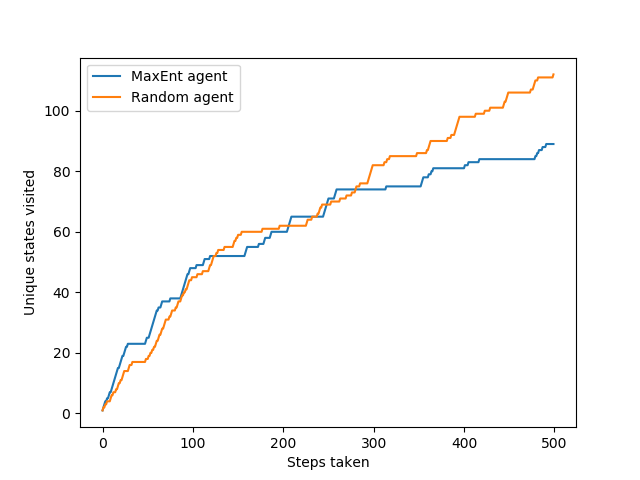 MaxEnt agent
Random agent
100
80
60
40
20
0
Unique states visited
0 100 200 300 400 500
Steps taken